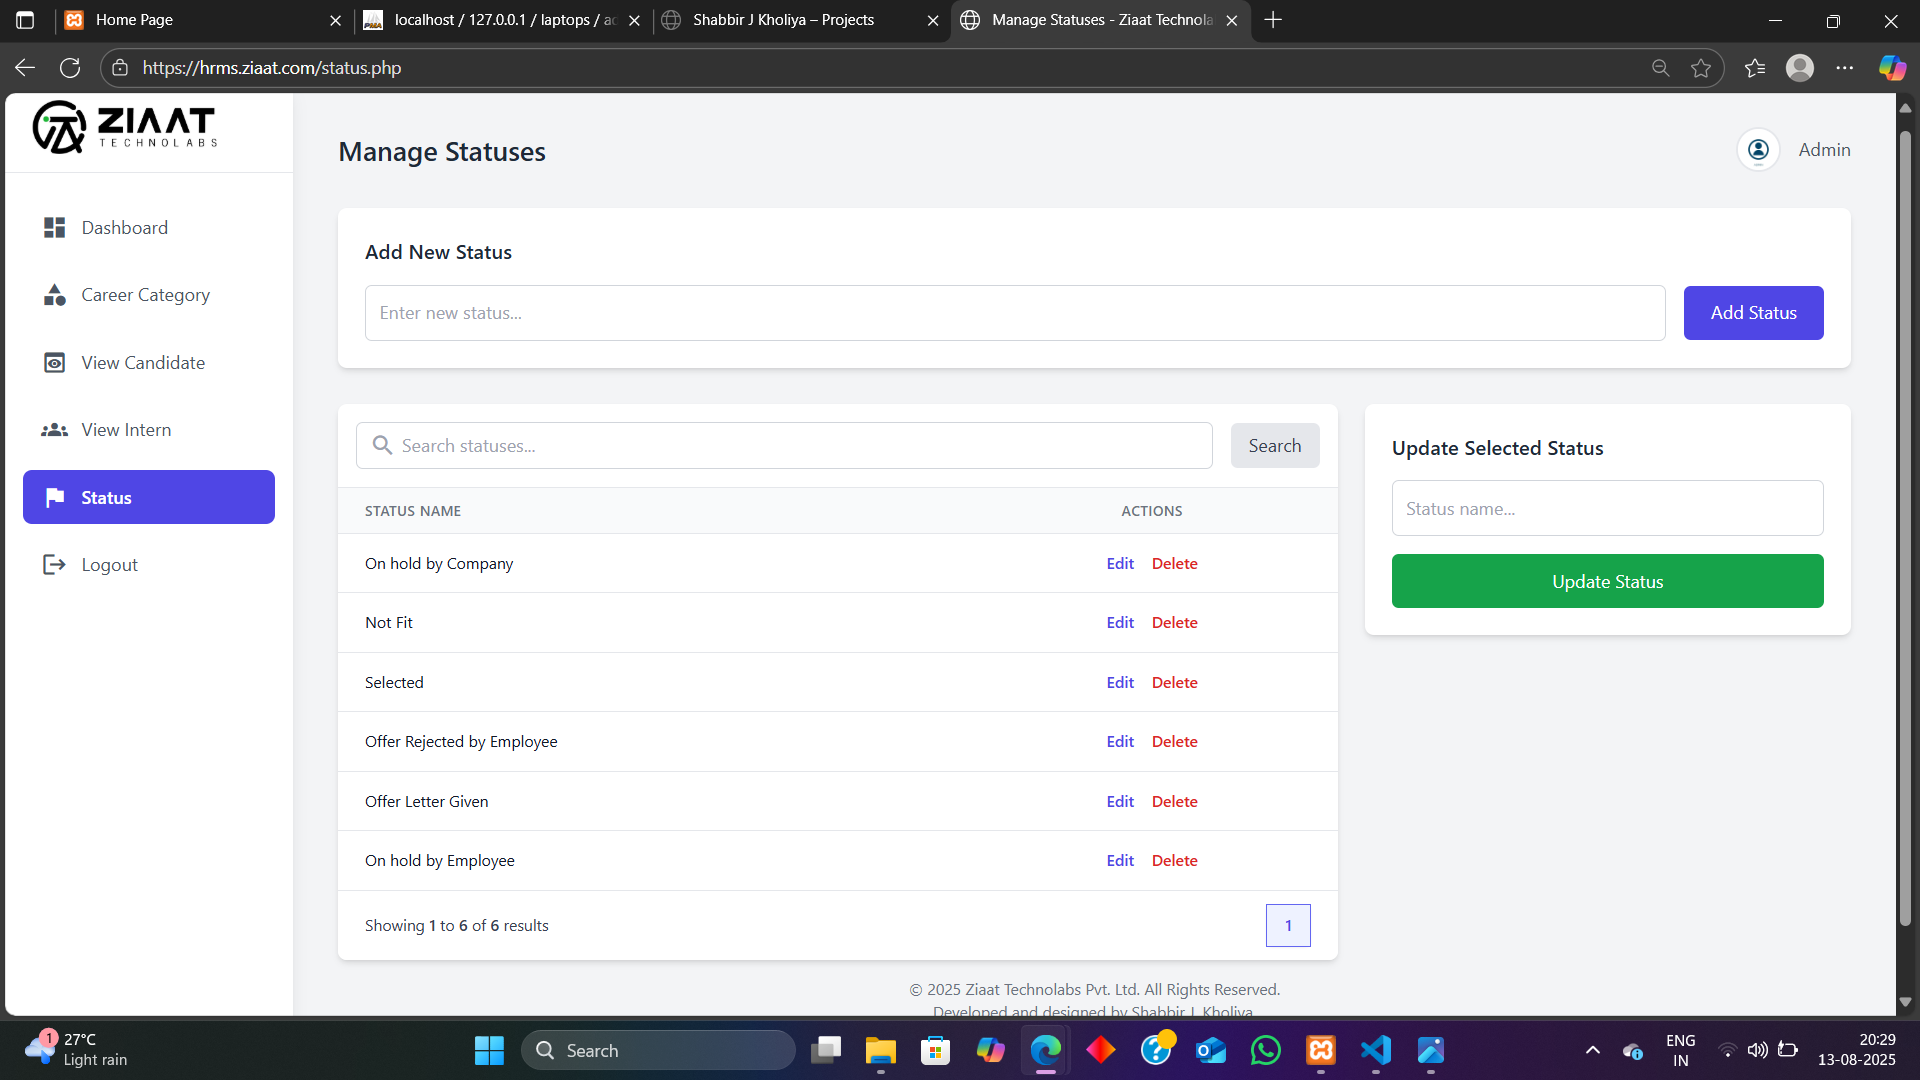 Home Page
localhost / 127.0.0.1 / laptops / ac
Shabbir J Kholiya – Projects
Manage Statuses - Ziaat Technola
https://hrms.ziaat.com/status.php
ZIAAT
TECHNOLABS
Manage Statuses
Admin
Dashboard
Career Category
View Candidate
View Intern
Status
Logout
Add New Status
Enter new status...
Add Status
Search statuses...
Search
STATUS NAME
ACTIONS
On hold by Company
Edit Delete
Not Fit
Edit Delete
Selected
Edit Delete
Offer Rejected by Employee
Edit Delete
Offer Letter Given
Edit Delete
On hold by Employee
Edit Delete
Showing 1 to 6 of 6 results
1
Update Selected Status
Status name...
Update Status
© 2025 Ziaat Technolabs Pvt. Ltd. All Rights Reserved.
Developed and designed by Shabbir J. Kholiya
1
27°C
Light rain
Search
ENG
IN
20:29
13-08-2025